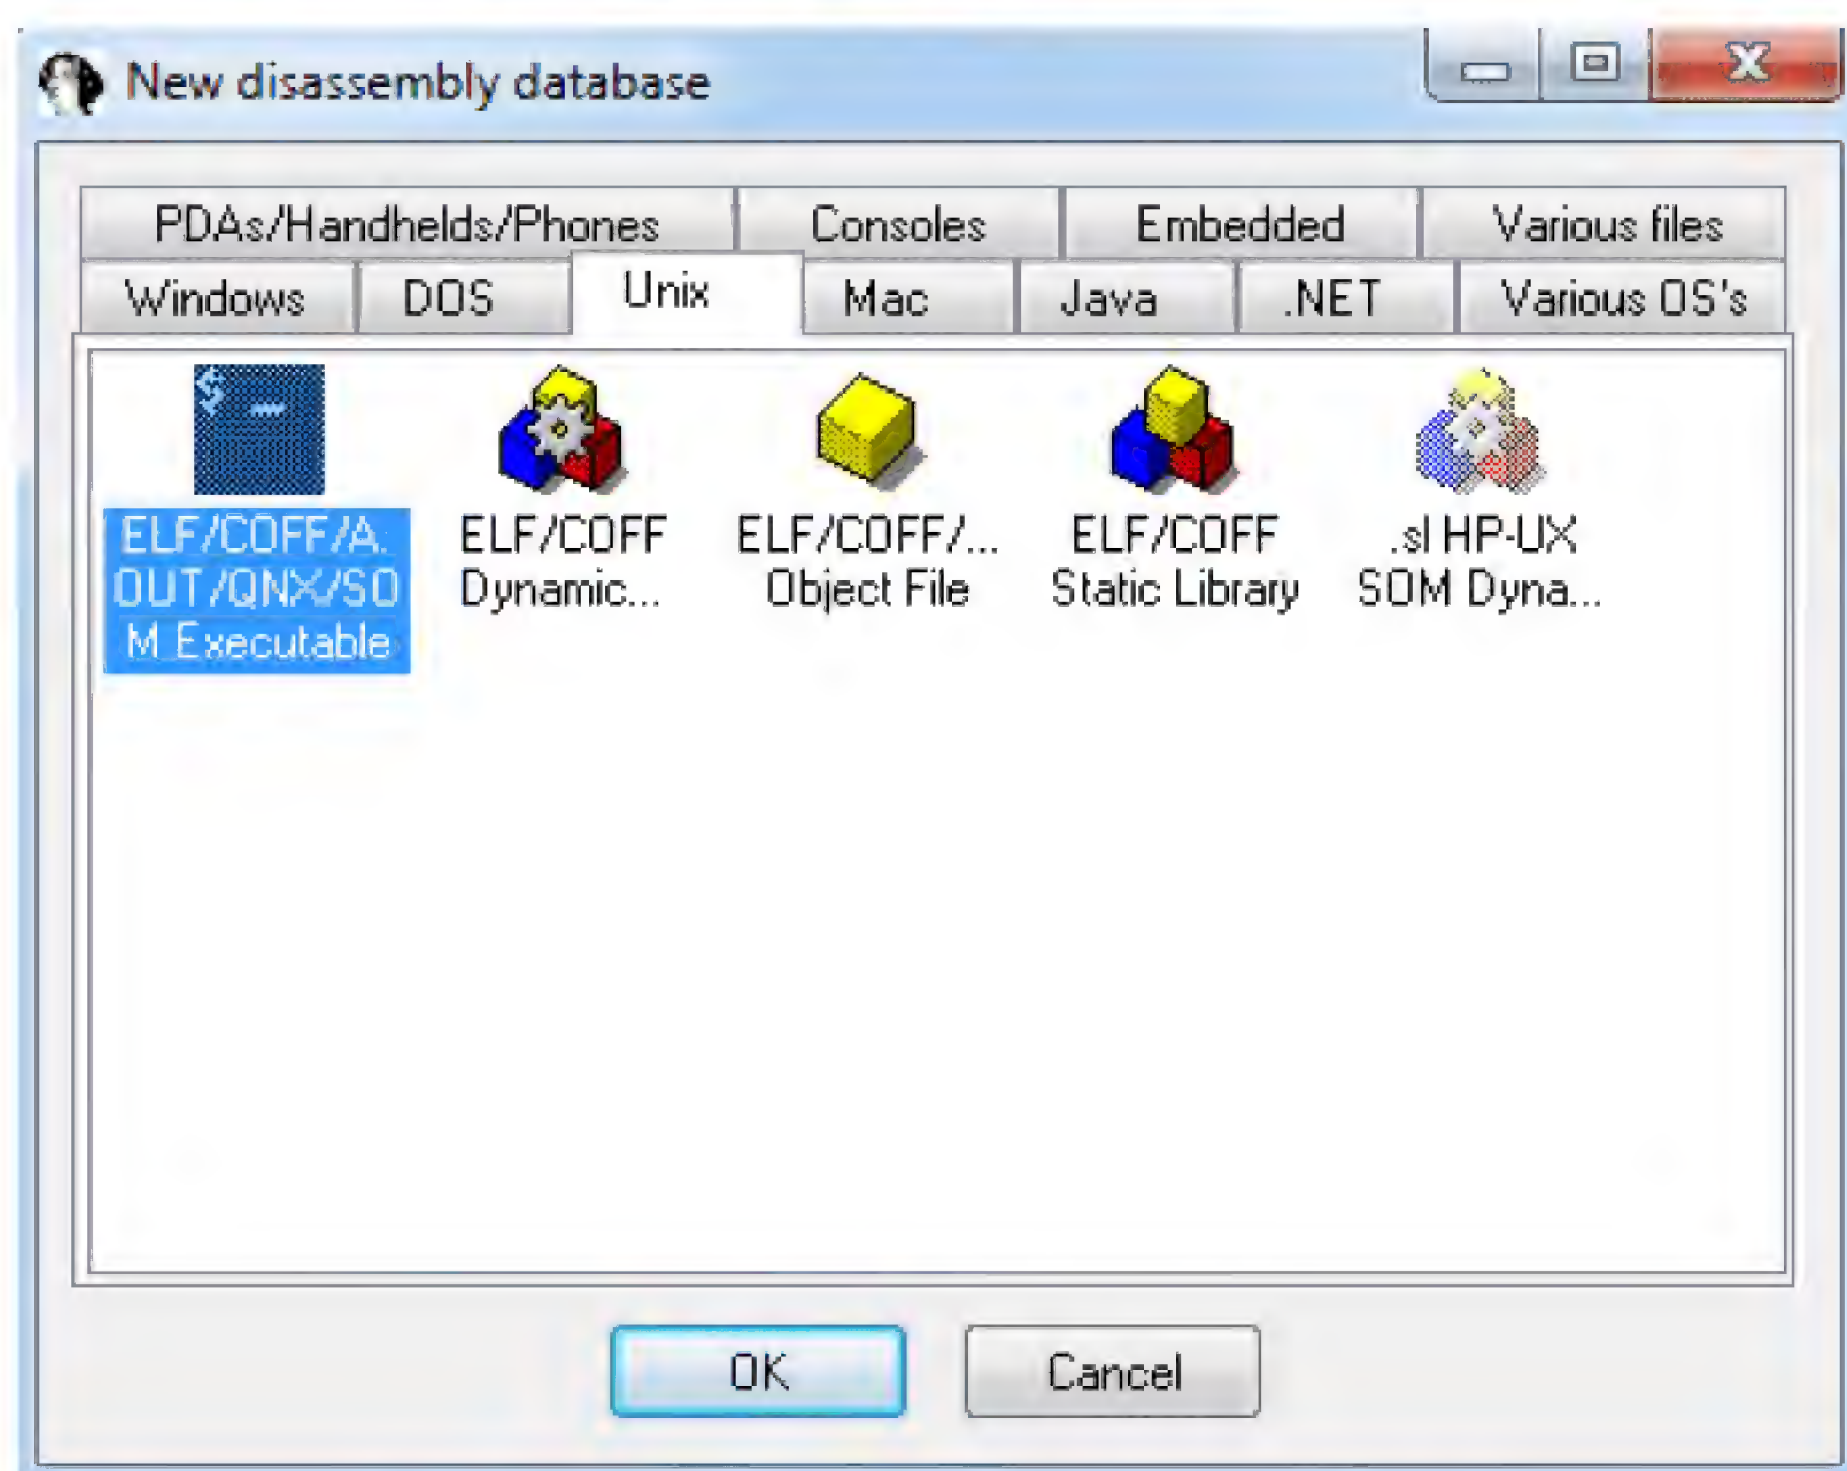 New disassembly database
PDAs/Handhelds/Phones Consoles Embedded Various files
Windows DOS Unix Mac Java .NET Various OS's
ELF/COFF/A.
OUT/QNX/SO
M Executable
ELF/COFF
Dynamic...
ELF/COFF/...
Object File
ELF/COFF
Static Library
.sl HP-UX
SOM Dyna...
OK Cancel